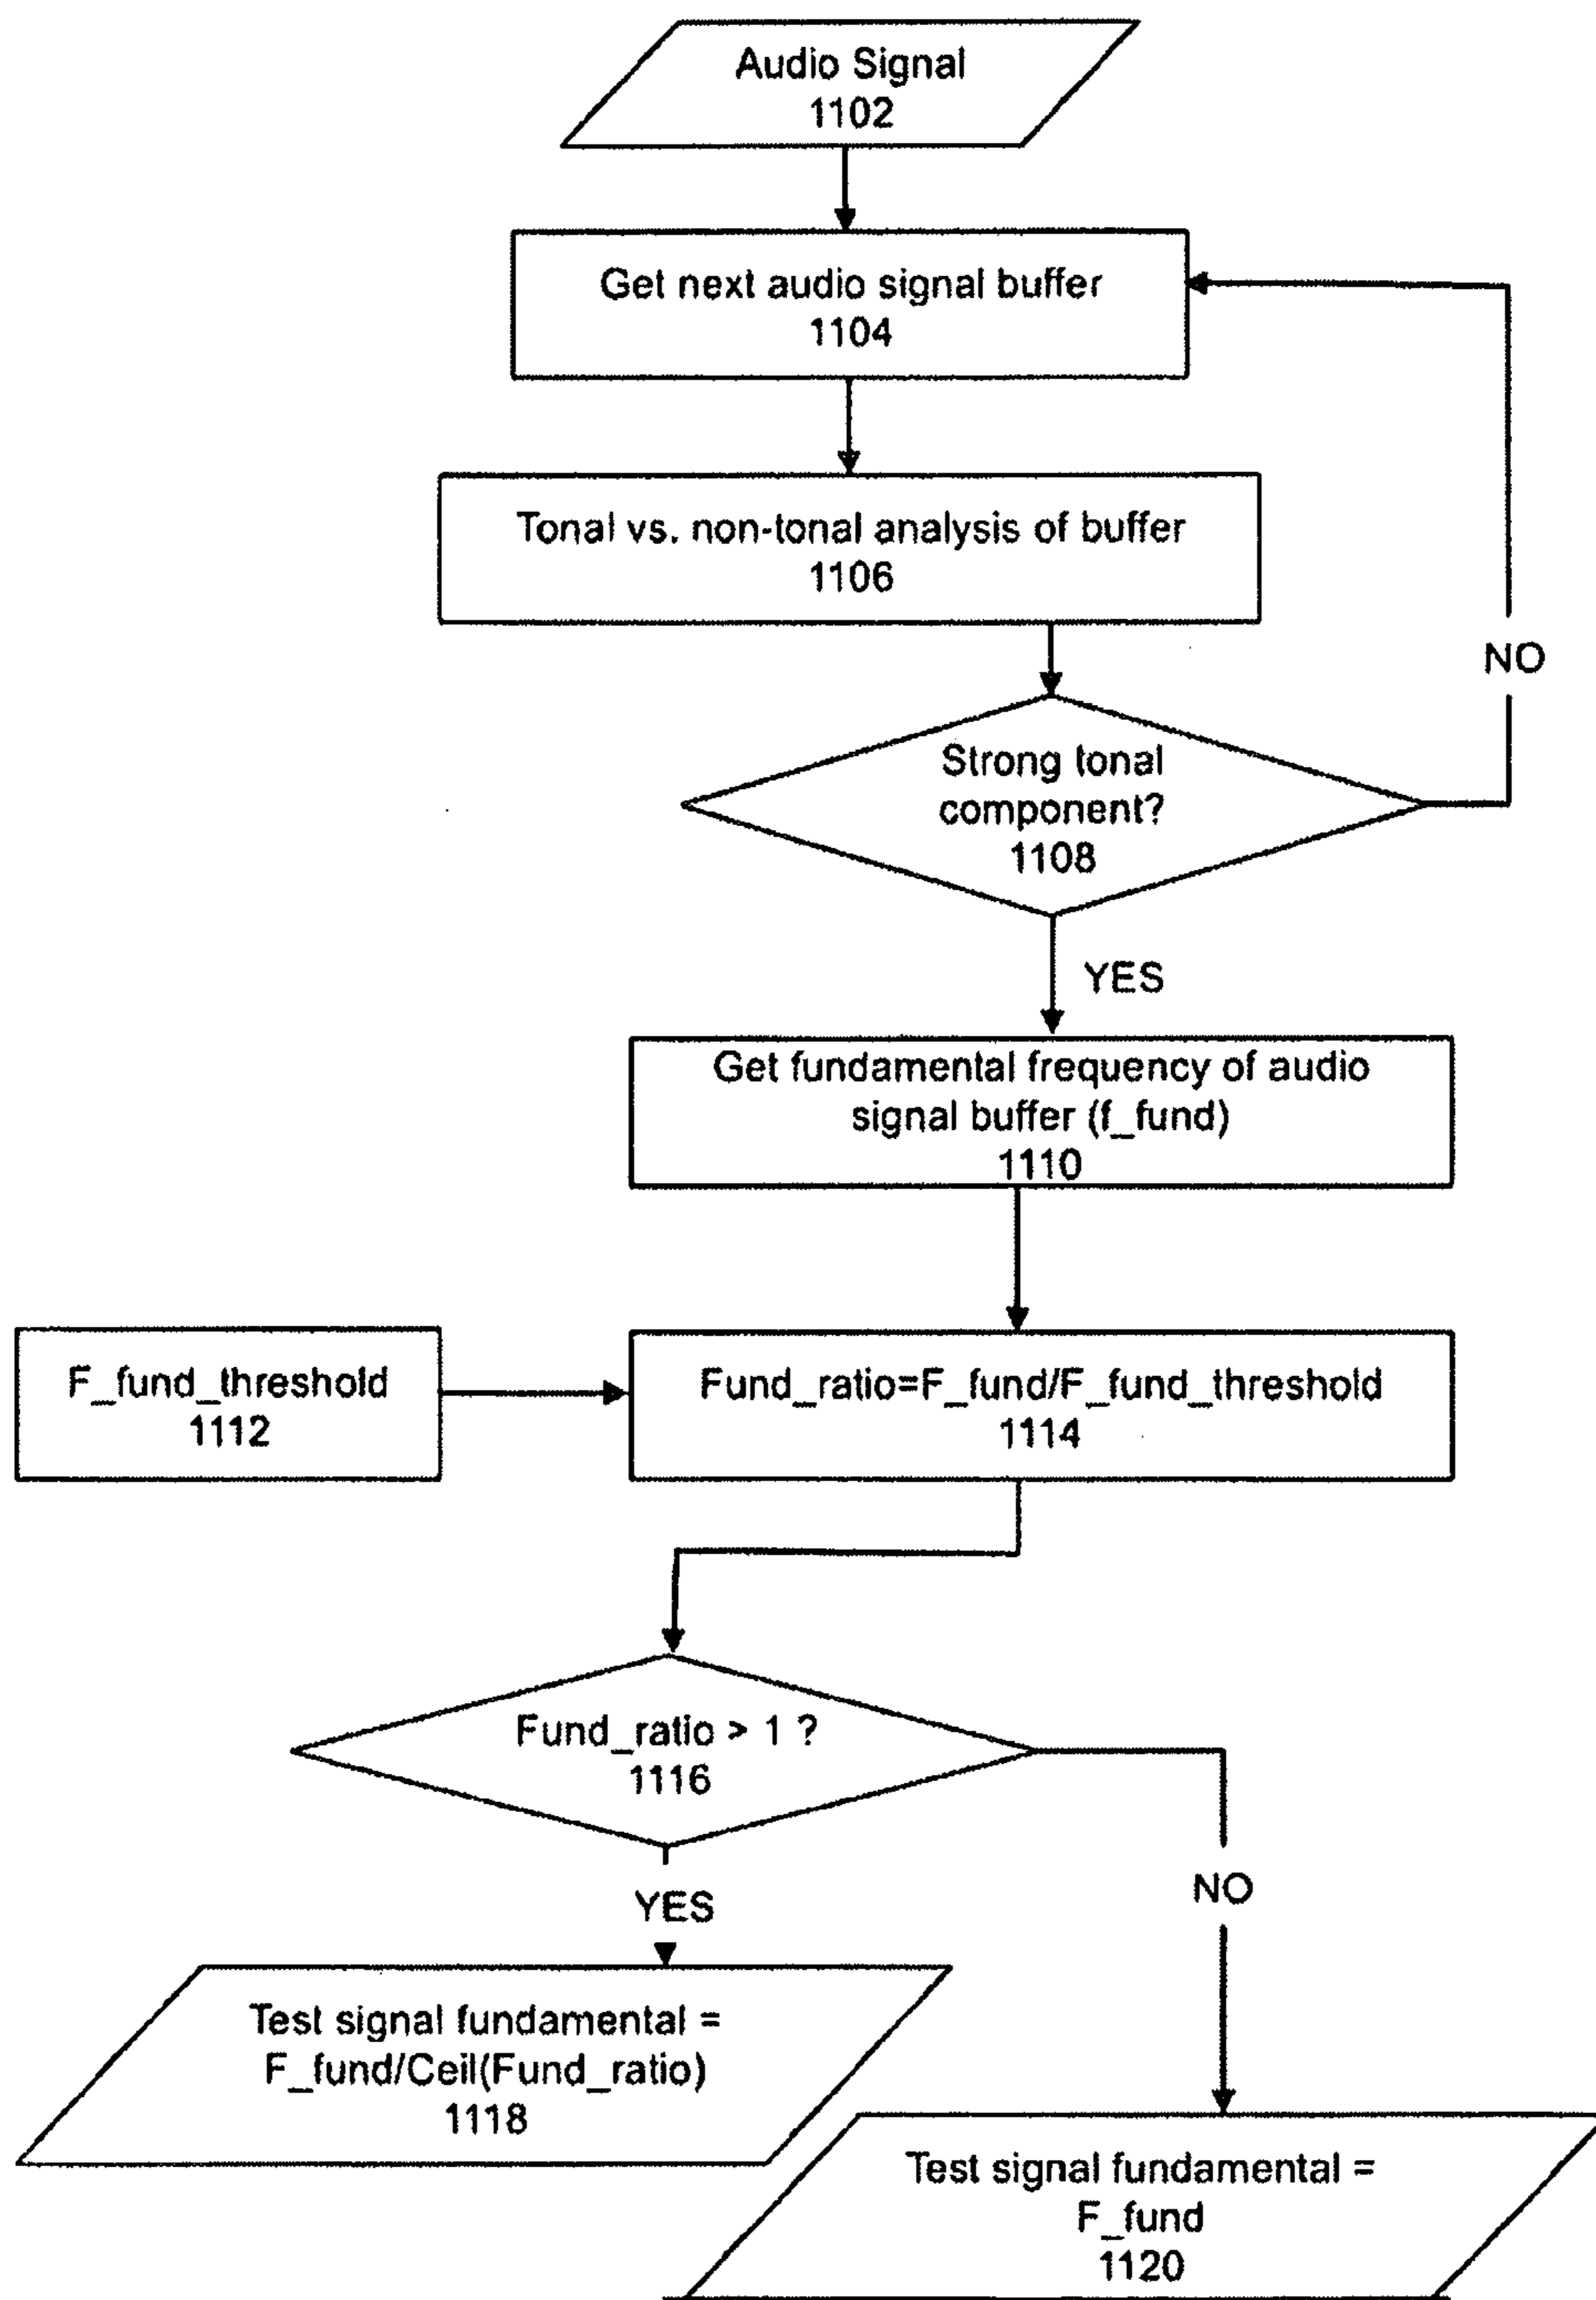 Audio Signal
1102
Get next audio signal buffer
1104
Tonal vs. non-tonal analysis of buffer
1106
NO
Strong tonal
component?
1108
YES
Get fundamental frequency of audio
signal buffer (f_fund)
1110
F_fund_threshold
1112
Fund_ratio=F_fund/F_fund_threshold
1114
Fund_ratio > 1 ?
1116
YES
NO
Test signal fundamental =
F_fund/Ceil(Fund_ratio)
1118
Test signal fundamental =
F_fund
1120